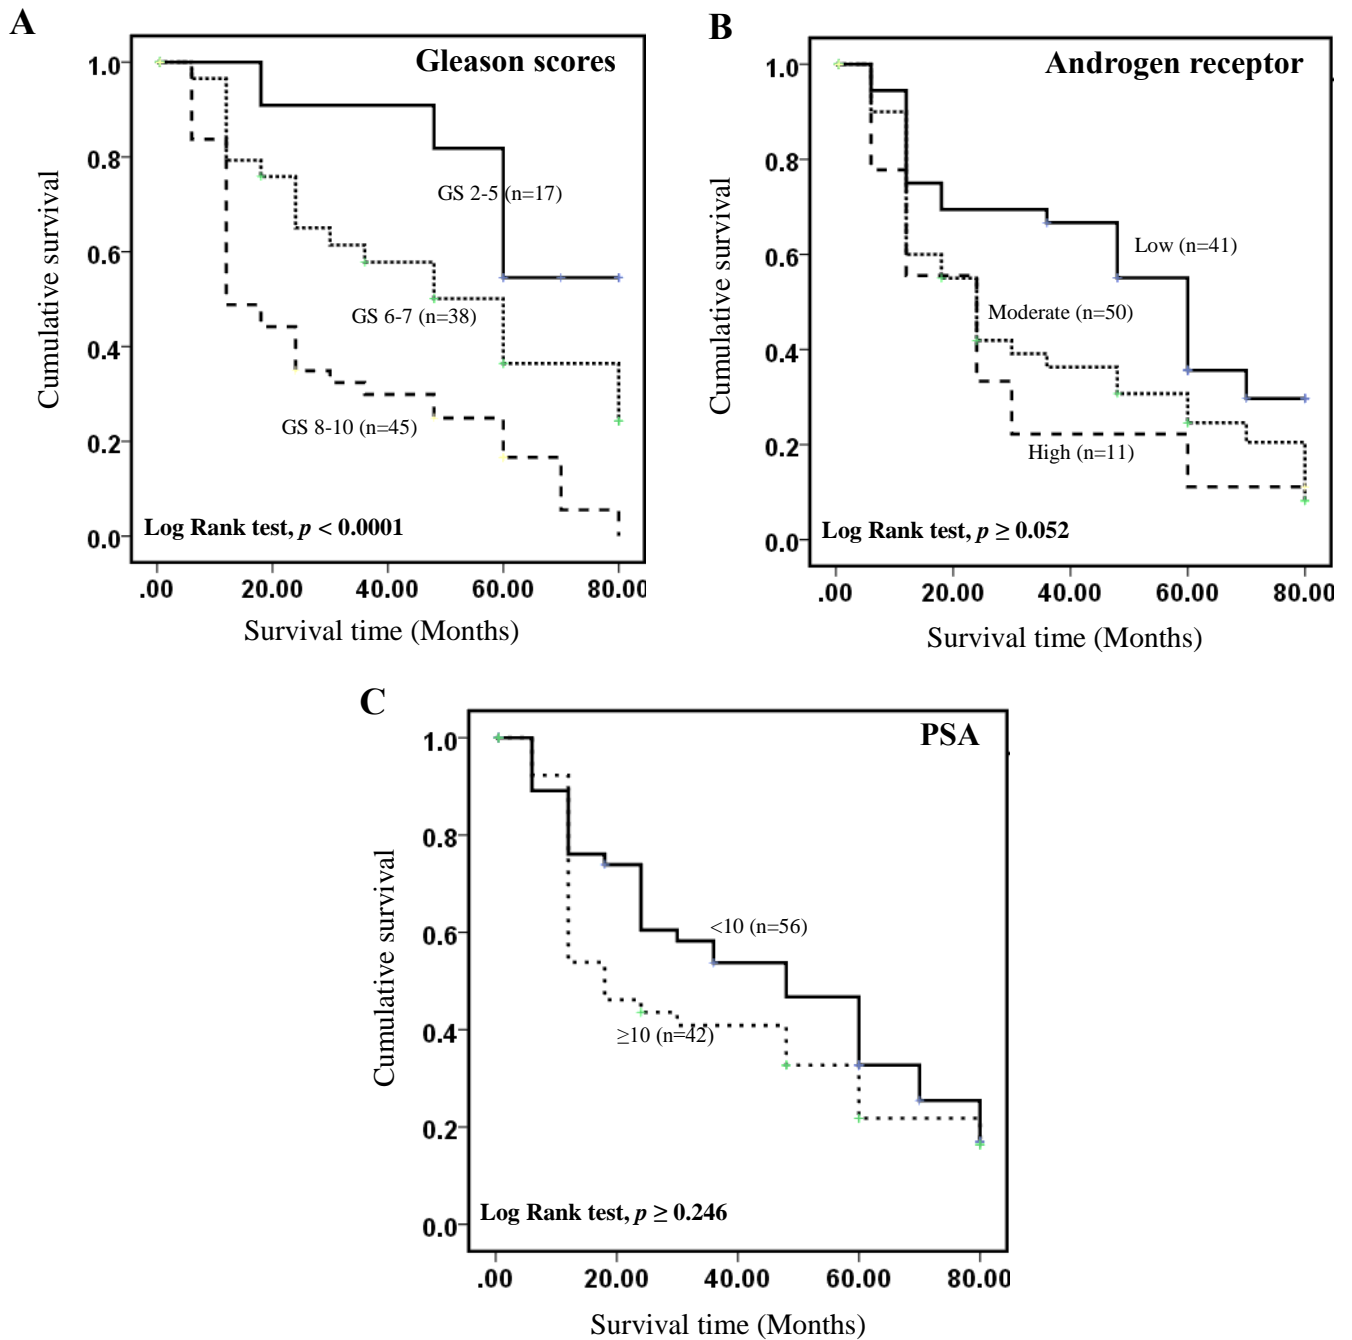 A
Gleason scores
1.0
0.8
0.6
0.4
0.2
0.0
Cumulative survival
GS 2-5 (n=17)
GS 6-7 (n=38)
GS 8-10 (n=45)
Log Rank test, p < 0.0001
.00 20.00 40.00 60.00 80.00
Survival time (Months)
B
Androgen receptor
1.0
0.8
0.6
0.4
0.2
0.0
Cumulative survival
Low (n=41)
Moderate (n=50)
High (n=11)
Log Rank test, p ≥ 0.052
.00 20.00 40.00 60.00 80.00
Survival time (Months)
C
PSA
1.0
0.8
0.6
0.4
0.2
0.0
Cumulative survival
<10 (n=56)
≥10 (n=42)
Log Rank test, p ≥ 0.246
.00 20.00 40.00 60.00 80.00
Survival time (Months)